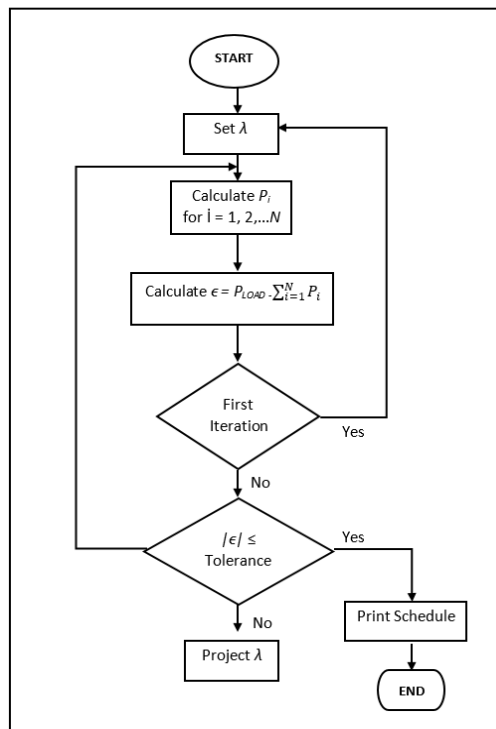 START
Set λ
Calculate Pi
for İ = 1, 2,...N
Calculate ϵ = PLOAD - ∑i=1N Pi
First
Iteration
Yes
No
|ϵ| ≤
Tolerance
Yes
No
Print Schedule
Project λ
END